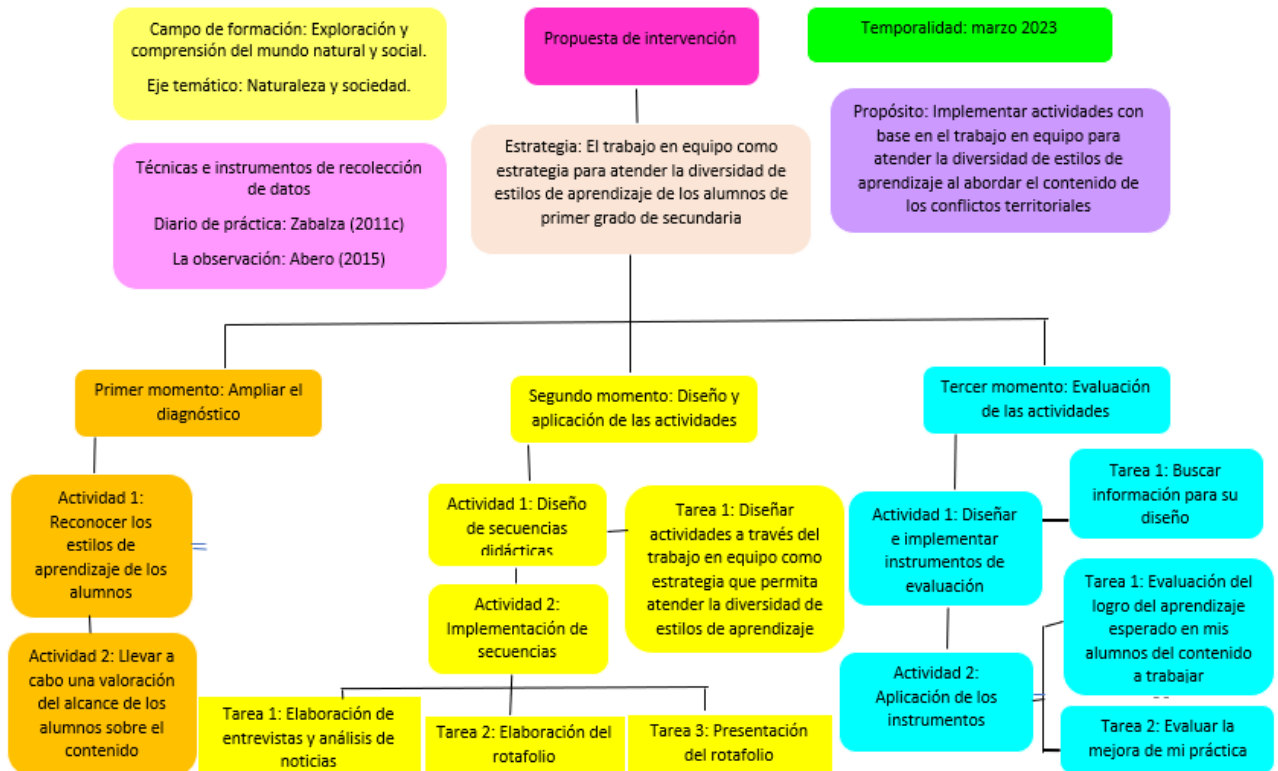 Campo de formación: Exploración y
comprensión del mundo natural y social.
Eje temático: Naturaleza y sociedad.
Propuesta de intervención
Temporalidad: marzo 2023
Técnicas e instrumentos de recolección
de datos
Diario de práctica: Zabalza (2011c)
La observación: Abero (2015)
Estrategia: El trabajo en equipo como
estrategia para atender la diversidad de
estilos de aprendizaje de los alumnos de
primer grado de secundaria
Propósito: Implementar actividades con
base en el trabajo en equipo para
atender la diversidad de estilos de
aprendizaje al abordar el contenido de
los conflictos territoriales
Primer momento: Ampliar el
diagnóstico
Actividad 1:
Reconocer los
estilos de
aprendizaje de los
alumnos
Actividad 2: Llevar a
cabo una valoración
del alcance de los
alumnos sobre el
contenido
Segundo momento: Diseño y
aplicación de las actividades
Actividad 1: Diseño
de secuencias
didácticas
Tarea 1: Diseñar
actividades a través del
trabajo en equipo como
estrategia que permita
atender la diversidad de
estilos de aprendizaje
Actividad 2:
Implementación de
secuencias
Tarea 1: Elaboración de
entrevistas y análisis de
noticias
Tarea 2: Elaboración del
rotafolio
Tarea 3: Presentación
del rotafolio
Tercer momento: Evaluación
de las actividades
Actividad 1: Diseñar
e implementar
instrumentos de
evaluación
Tarea 1: Buscar
información para su
diseño
Actividad 2:
Aplicación de los
instrumentos
Tarea 1: Evaluación del
logro del aprendizaje
esperado en mis
alumnos del contenido
a trabajar
Tarea 2: Evaluar la
mejora de mi práctica